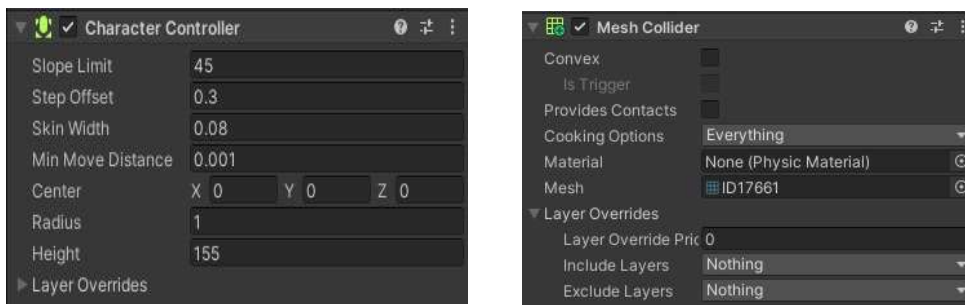 Character Controller
Slope Limit 45
Step Offset 0.3
Skin Width 0.08
Min Move Distance 0.001
Center X 0 Y 0 Z 0
Radius 1
Height 155
Layer Overrides
Mesh Collider
Convex
Is Trigger
Provides Contacts
Cooking Options Everything
Material None (Physic Material)
Mesh ID17661
Layer Overrides
Layer Override Pric 0
Include Layers Nothing
Exclude Layers Nothing